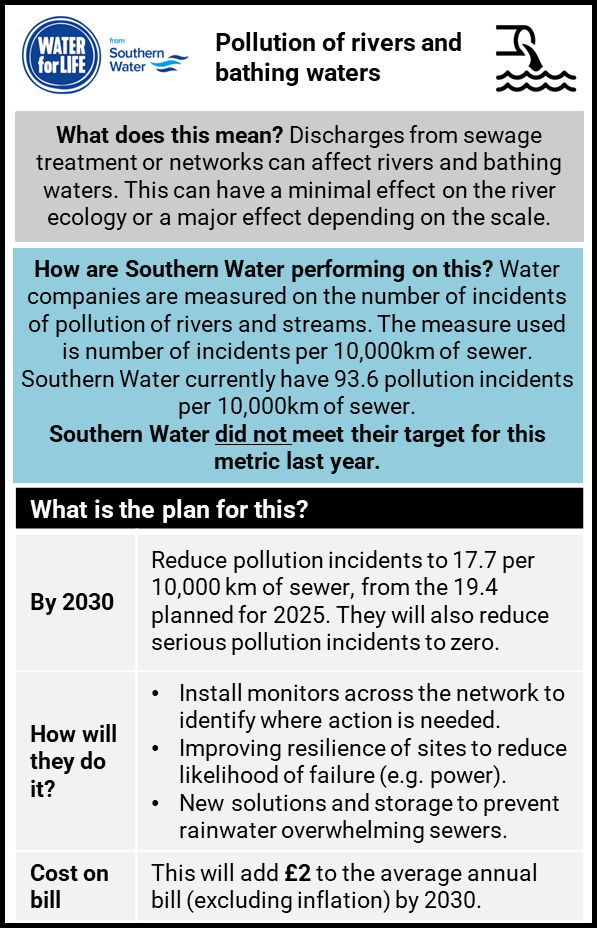 WATER
for LIFE
from
Southern
Water
Pollution of rivers and
bathing waters
What does this mean? Discharges from sewage
treatment or networks can affect rivers and bathing
waters. This can have a minimal effect on the river
ecology or a major effect depending on the scale.
How are Southern Water performing on this? Water
companies are measured on the number of incidents
of pollution of rivers and streams. The measure used
is number of incidents per 10,000km of sewer.
Southern Water currently have 93.6 pollution incidents
per 10,000km of sewer.
Southern Water did not meet their target for this
metric last year.
What is the plan for this?
By 2030
Reduce pollution incidents to 17.7 per
10,000 km of sewer, from the 19.4
planned for 2025. They will also reduce
serious pollution incidents to zero.
How will
they do
it?
• Install monitors across the network to
identify where action is needed.
• Improving resilience of sites to reduce
likelihood of failure (e.g. power).
• New solutions and storage to prevent
rainwater overwhelming sewers.
Cost on
bill
This will add £2 to the average annual
bill (excluding inflation) by 2030.